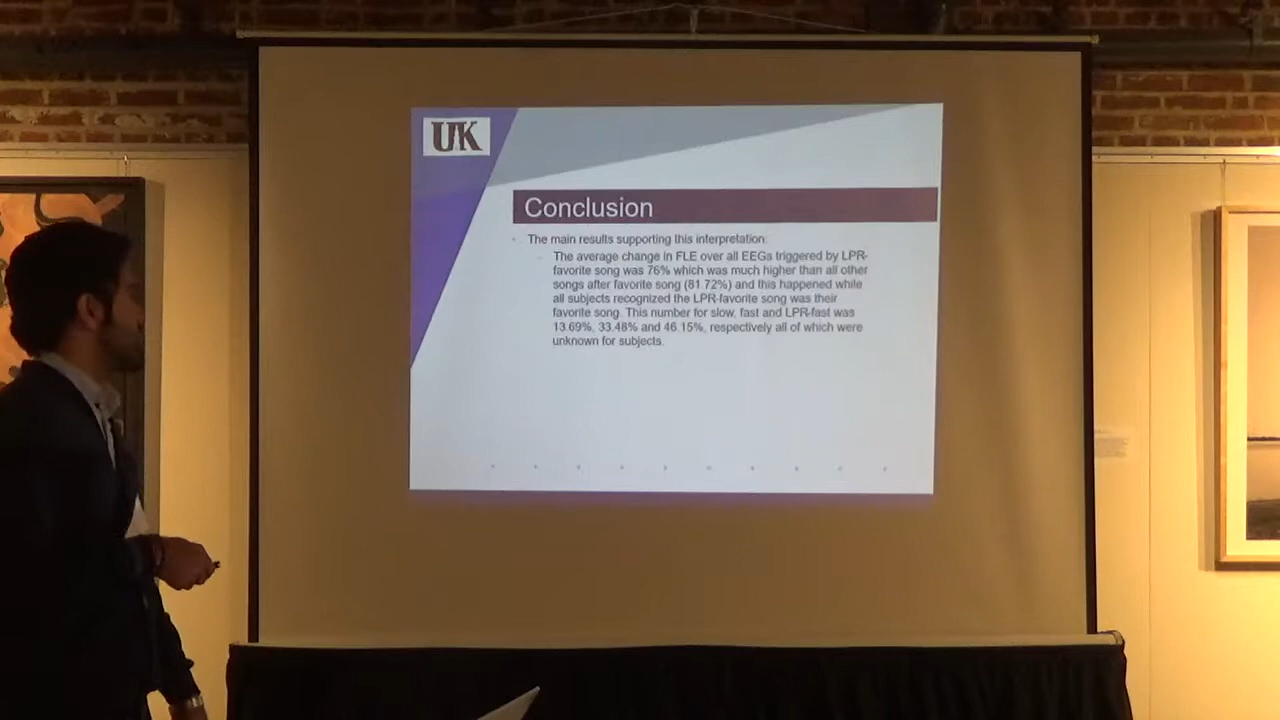 UK
Conclusion
The main results supporting this interpretation:
The average change in FLE over all EEGs triggered by LPR-
favorite song was 76% which was much higher than all other
songs after favorite song (81.72%) and this happened while
all subjects recognized the LPR-favorite song was their
favorite song. This number for slow, fast and LPR-fast was
13.69%, 33.48% and 46.15%, respectively all of which were
unknown for subjects.